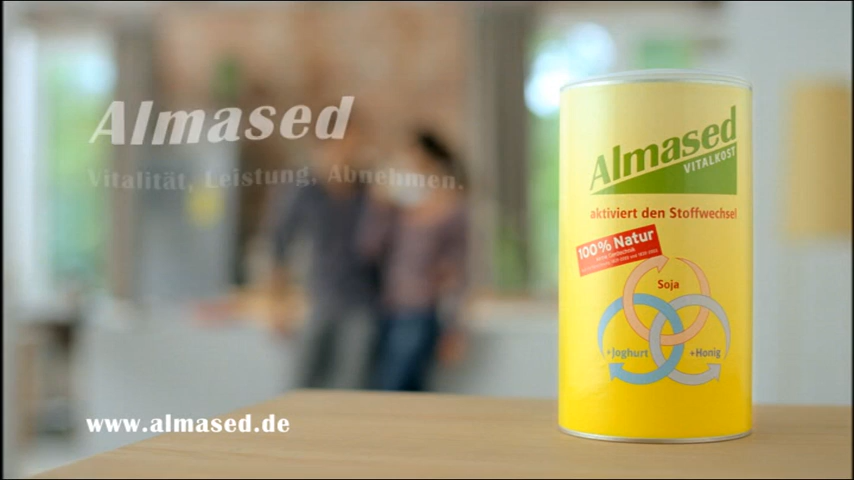 Almased
Vitalität, Leistung, Abnehmen.
www.almased.de
Almased
VITALKOST
aktiviert den Stoffwechsel
100% Natur
Soja
+Joghurt
+Honig